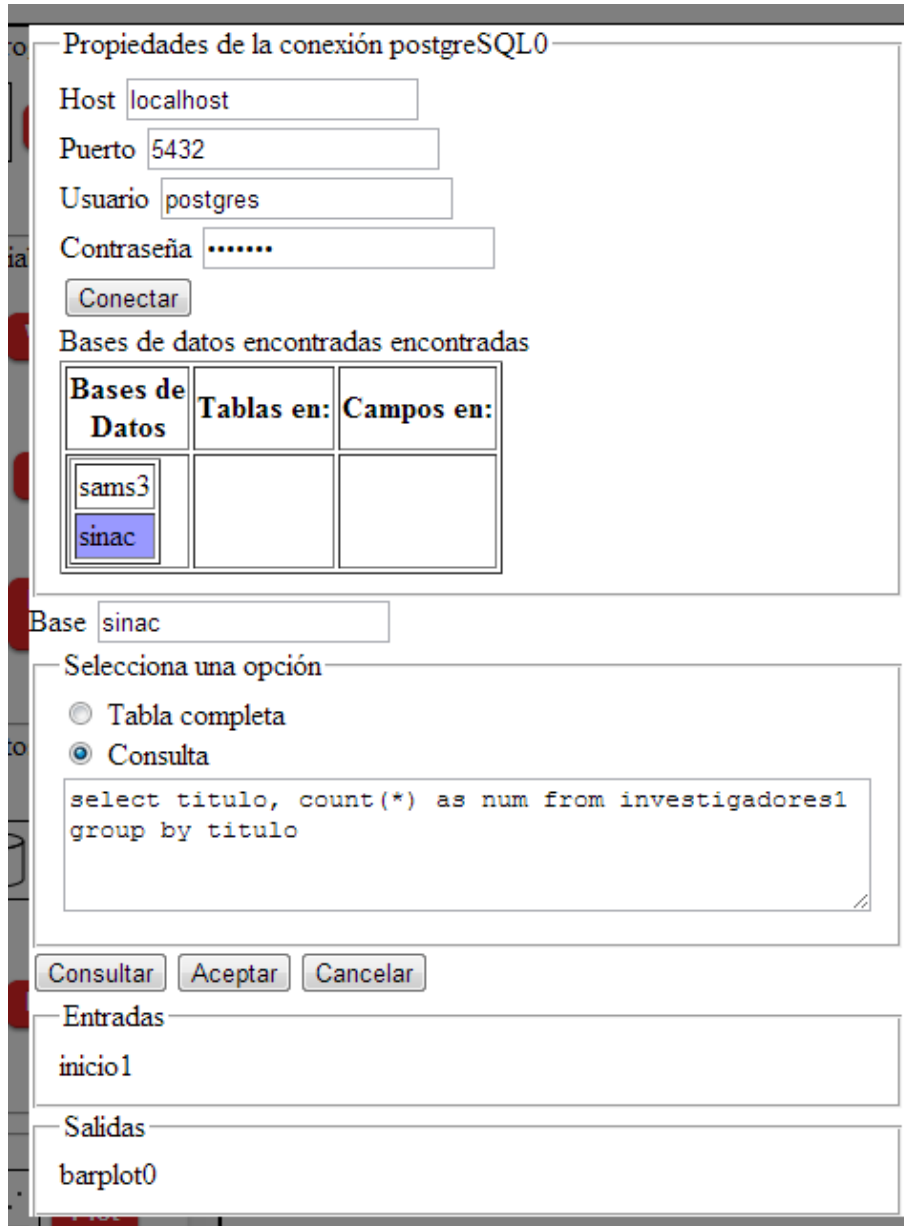 Propiedades de la conexión postgreSQL0
Host localhost
Puerto 5432
Usuario postgres
Contraseña •••••••
Conectar
Bases de datos encontradas encontradas
Bases de Datos
Tablas en:
Campos en:
sams3
sinac
Base sinac
Selecciona una opción
Tabla completa
Consulta
select titulo, count(*) as num from investigadores1
group by titulo
Consultar Aceptar Cancelar
Entradas
inicio1
Salidas
barplot0